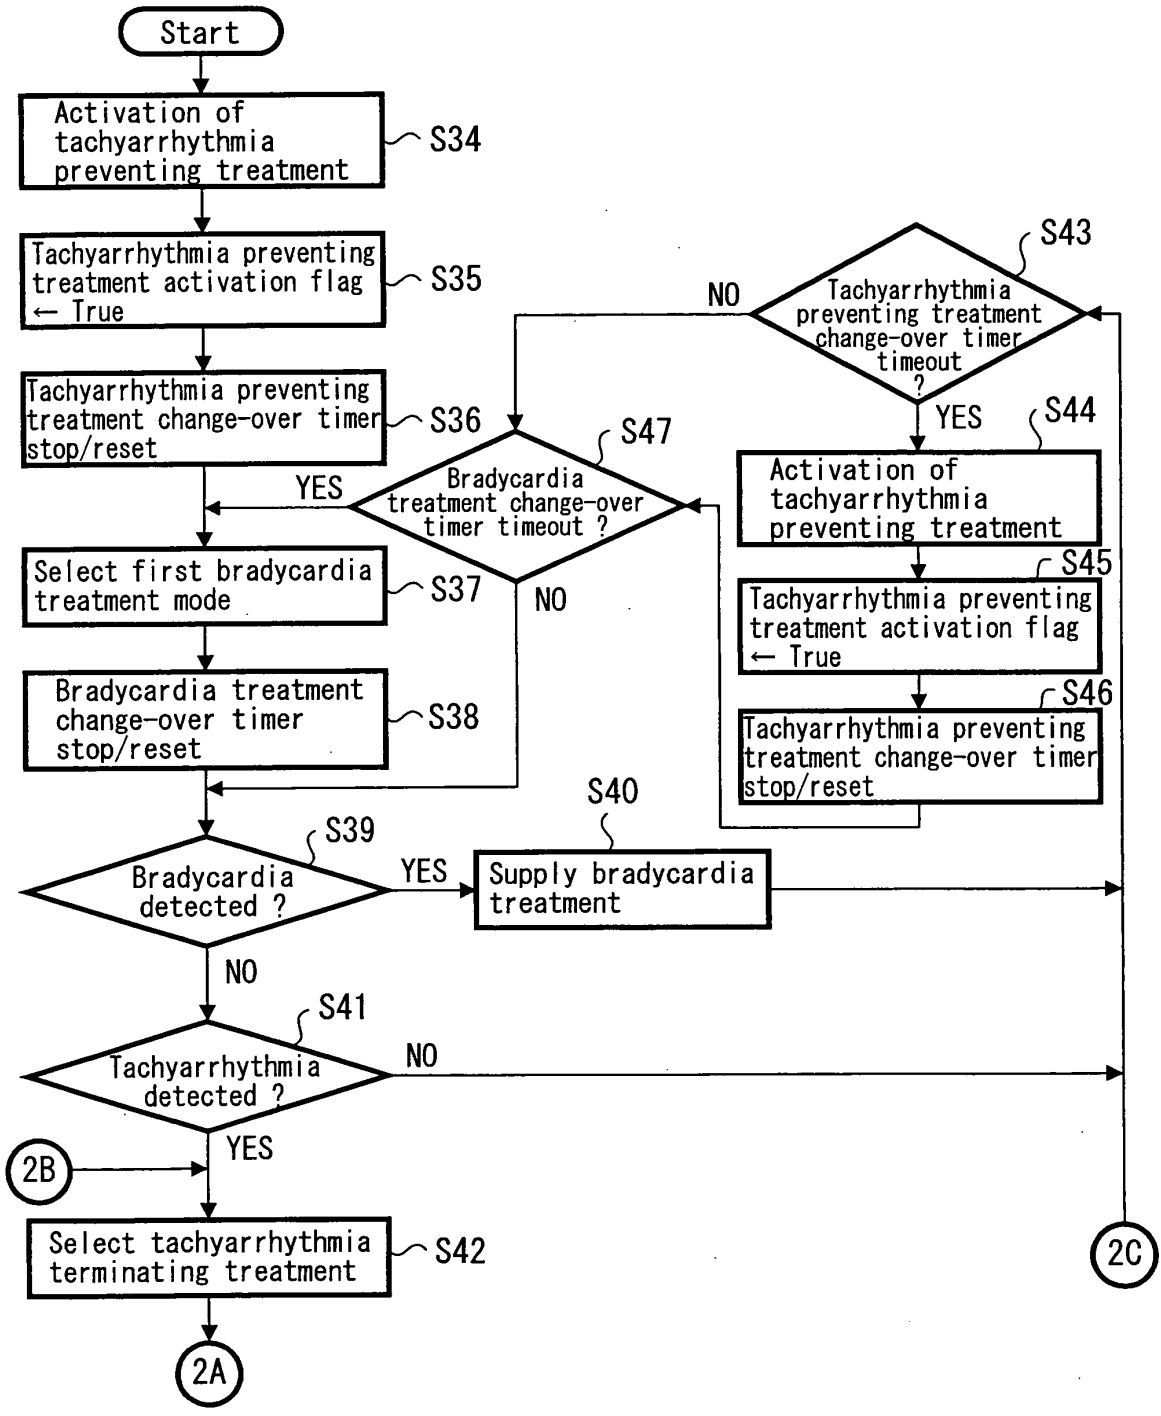 Start
Activation of
tachyarrhythmia
preventing treatment
S34
Tachyarrhythmia preventing
treatment activation flag
← True
S35
Tachyarrhythmia preventing
treatment change-over timer
stop/reset
S36
Select first bradycardia
treatment mode
S37
Bradycardia treatment
change-over timer
stop/reset
S38
Bradycardia
detected ?
S39
YES
NO
Supply bradycardia
treatment
S40
Tachyarrhythmia
detected ?
S41
NO
YES
2B
Select tachyarrhythmia
terminating treatment
S42
2A
Tachyarrhythmia
preventing treatment
change-over timer
timeout
?
S43
NO
YES
Activation of
tachyarrhythmia
preventing treatment
S44
Tachyarrhythmia preventing
treatment activation flag
← True
S45
Tachyarrhythmia preventing
treatment change-over timer
stop/reset
S46
Bradycardia
treatment change-over
timer timeout ?
S47
YES
NO
2C